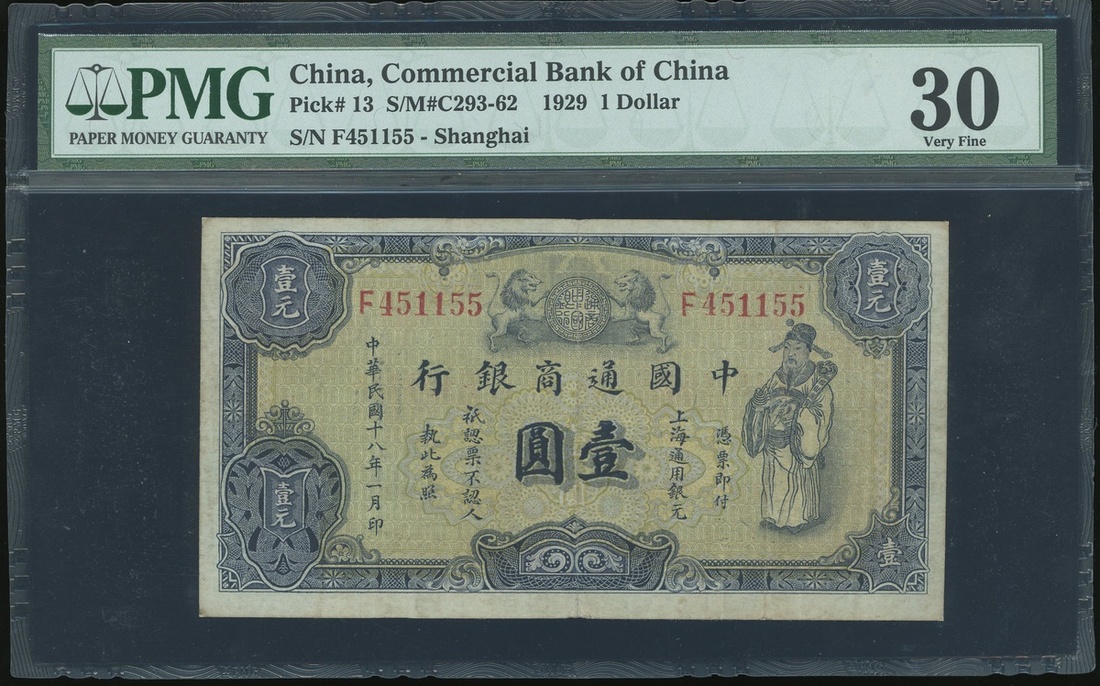 PMG
PAPER MONEY GUARANTY
China, Commercial Bank of China
Pick# 13 S/M#C293-62 1929 1 Dollar
S/N F451155 - Shanghai
30
Very Fine
壹元
壹元
F451155
F451155
行銀商通國中
憑票即付
上海通用銀元
圓壹
祇認票不認人
執此為照
中華民國十八年一月印
壹元
壹